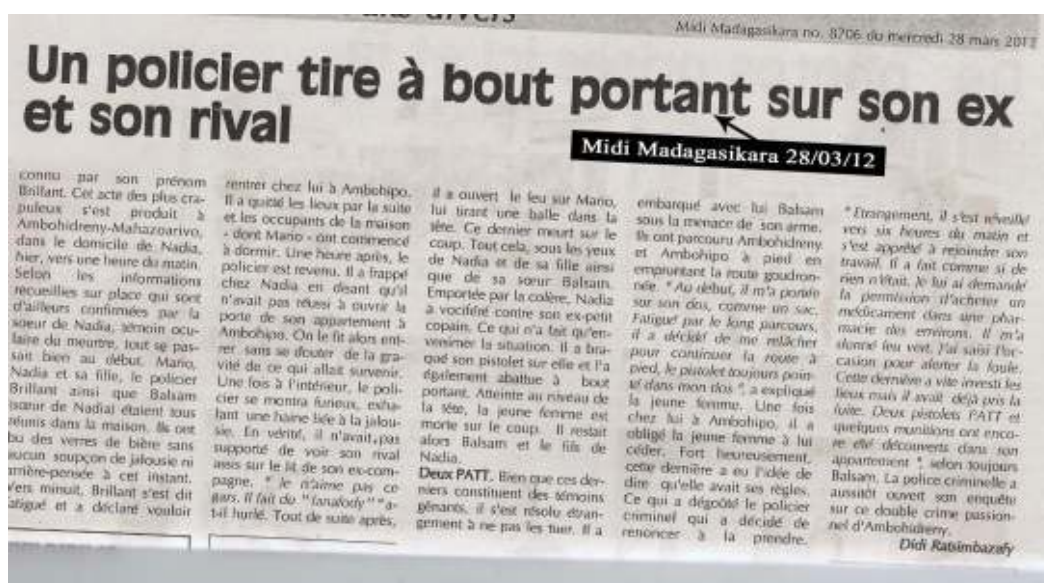 Midi Madagasikara no. 8706 du mercredi 28 mars 2012
Un policier tire à bout portant sur son ex
et son rival
Midi Madagasikara 28/03/12
connu par son prénom
Brillant. Cet acte des plus cra-
puleux s'est produit à
Ambohidreny-Mahazoarivo,
dans le domicile de Nadia,
hier, vers une heure du matin.
Selon les informations
recueillies sur place qui sont
d'ailleurs confirmées par la
soeur de Nadia, témoin ocu-
laire du meurtre, tout se pas-
sait bien au début. Mario,
Nadia et sa fille, le policier
Brillant ainsi que Balsam
(soeur de Nadia) étaient tous
réunis dans la maison. Ils ont
bu des verres de bière sans
aucun soupçon de jalousie ni
arrière-pensée à cet instant.
Vers minuit, Brillant s'est dit
fatigué et a déclaré vouloir
rentrer chez lui à Ambohipo.
Il a quitté les lieux par la suite
et les occupants de la maison
- dont Mario - ont commencé
à dormir. Une heure après, le
policier est revenu. Il a frappé
chez Nadia en disant qu'il
n'avait pas réussi à ouvrir la
porte de son appartement à
Ambohipo. On le fit alors ent-
rer sans se douter de la gra-
vité de ce qui allait survenir.
Une fois à l'intérieur, le poli-
cier se montra furieux, exha-
lant une haine liée à la jalou-
sie. En vérité, il n'avait pas
supporté de voir son rival
assis sur le lit de son ex-com-
pagne. " Je n'aime pas ce
gars. Il fait du "fanalody" "a-
t-il hurlé. Tout de suite après,
il a ouvert le feu sur Mario,
lui tirant une balle dans la
tête. Ce dernier meurt sur le
coup. Tout cela, sous les yeux
de Nadia et de sa fille ainsi
que de sa sœur Balsam.
Emportée par la colère, Nadia
a vociféré contre son ex-petit
copain. Ce qui n'a fait qu'en-
venimer la situation. Il a bra-
qué son pistolet sur elle et l'a
également abattue à bout
portant. Atteinte au niveau de
la tête, la jeune femme est
morte sur le coup. Il restait
alors Balsam et le fils de
Nadia.
Deux PATT. Bien que ces der-
niers constituent des témoins
gênants, il s'est résolu étran-
gement à ne pas les tuer. Il a
embarqué avec lui Balsam
sous la menace de son arme.
Ils ont parcouru Ambohidreny
et Ambohipo à pied en
empruntant la route goudron-
née. " Au début, il m'a portée
sur son dos, comme un sac.
Fatigué par le long parcours,
il a décidé de me relâcher
pour continuer la route à
pied, le pistolet toujours poin-
té dans mon dos ", a expliqué
la jeune femme. Une fois
chez lui à Ambohipo, il a
obligé la jeune femme à lui
céder. Fort heureusement,
cette dernière a eu l'idée de
dire qu'elle avait ses règles.
Ce qui a dégoûté le policier
criminel qui a décidé de
renoncer à la prendre.
" Etrangement, il s'est réveillé
vers six heures du matin et
s'est apprêté à rejoindre son
travail. Il a fait comme si de
rien n'était. Je lui ai demandé
la permission d'acheter un
médicament dans une phar-
macie des environs. Il m'a
donné feu vert. J'ai saisi l'oc-
casion pour alerter la foule.
Cette dernière a vite investi les
lieux mais il avait déjà pris la
fuite. Deux pistolets PATT et
quelques munitions ont enco-
re été découverts dans son
appartement ", selon toujours
Balsam. La police criminelle a
aussitôt ouvert son enquête
sur ce double crime passion-
nel d'Ambohidreny.
Didi Ratsimbazafy